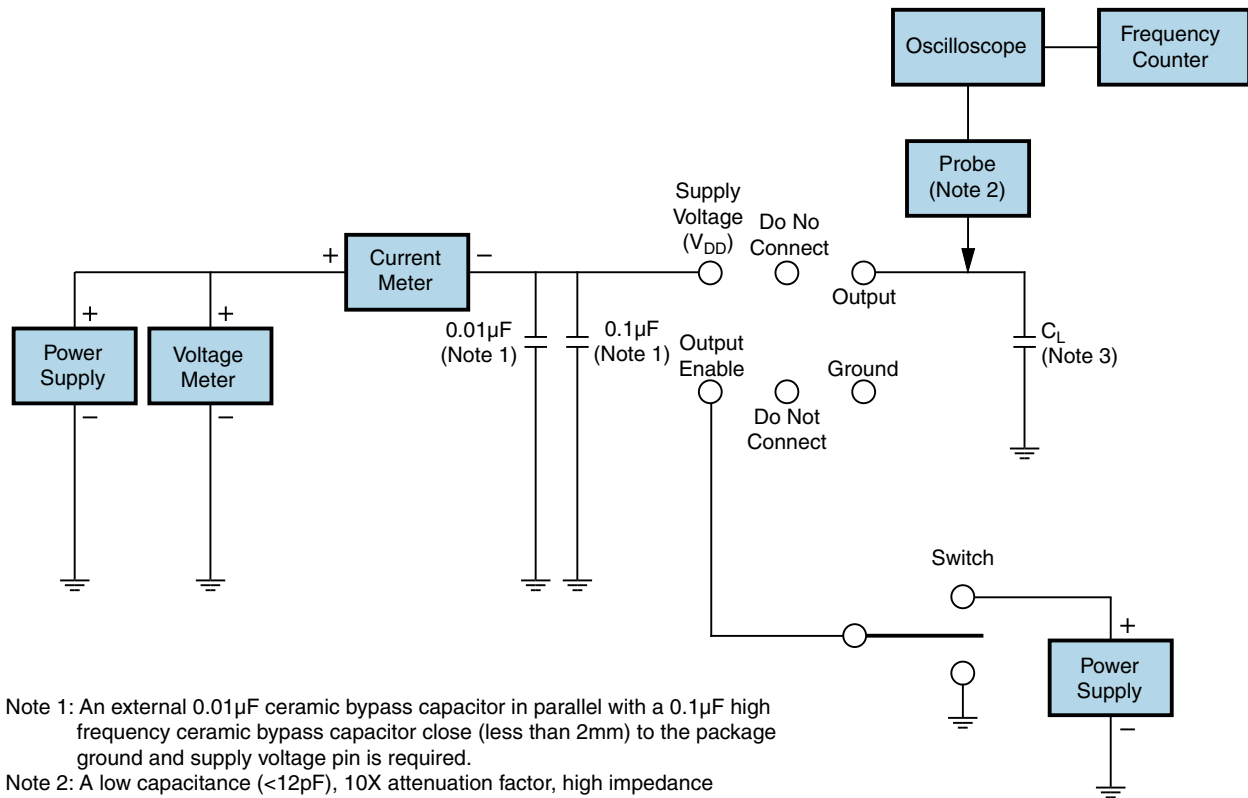 Oscilloscope
Frequency
Counter
Probe
(Note 2)
Supply
Voltage
(VDD)
Do No
Connect
+
Current
Meter
−
Output
+
Power
Supply
−
+
Voltage
Meter
−
0.01µF
(Note 1)
0.1µF
(Note 1)
Output
Enable
Ground
Do Not
Connect
CL
(Note 3)
Switch
+
Power
Supply
−
Note 1: An external 0.01µF ceramic bypass capacitor in parallel with a 0.1µF high
frequency ceramic bypass capacitor close (less than 2mm) to the package
ground and supply voltage pin is required.
Note 2: A low capacitance (<12pF), 10X attenuation factor, high impedance